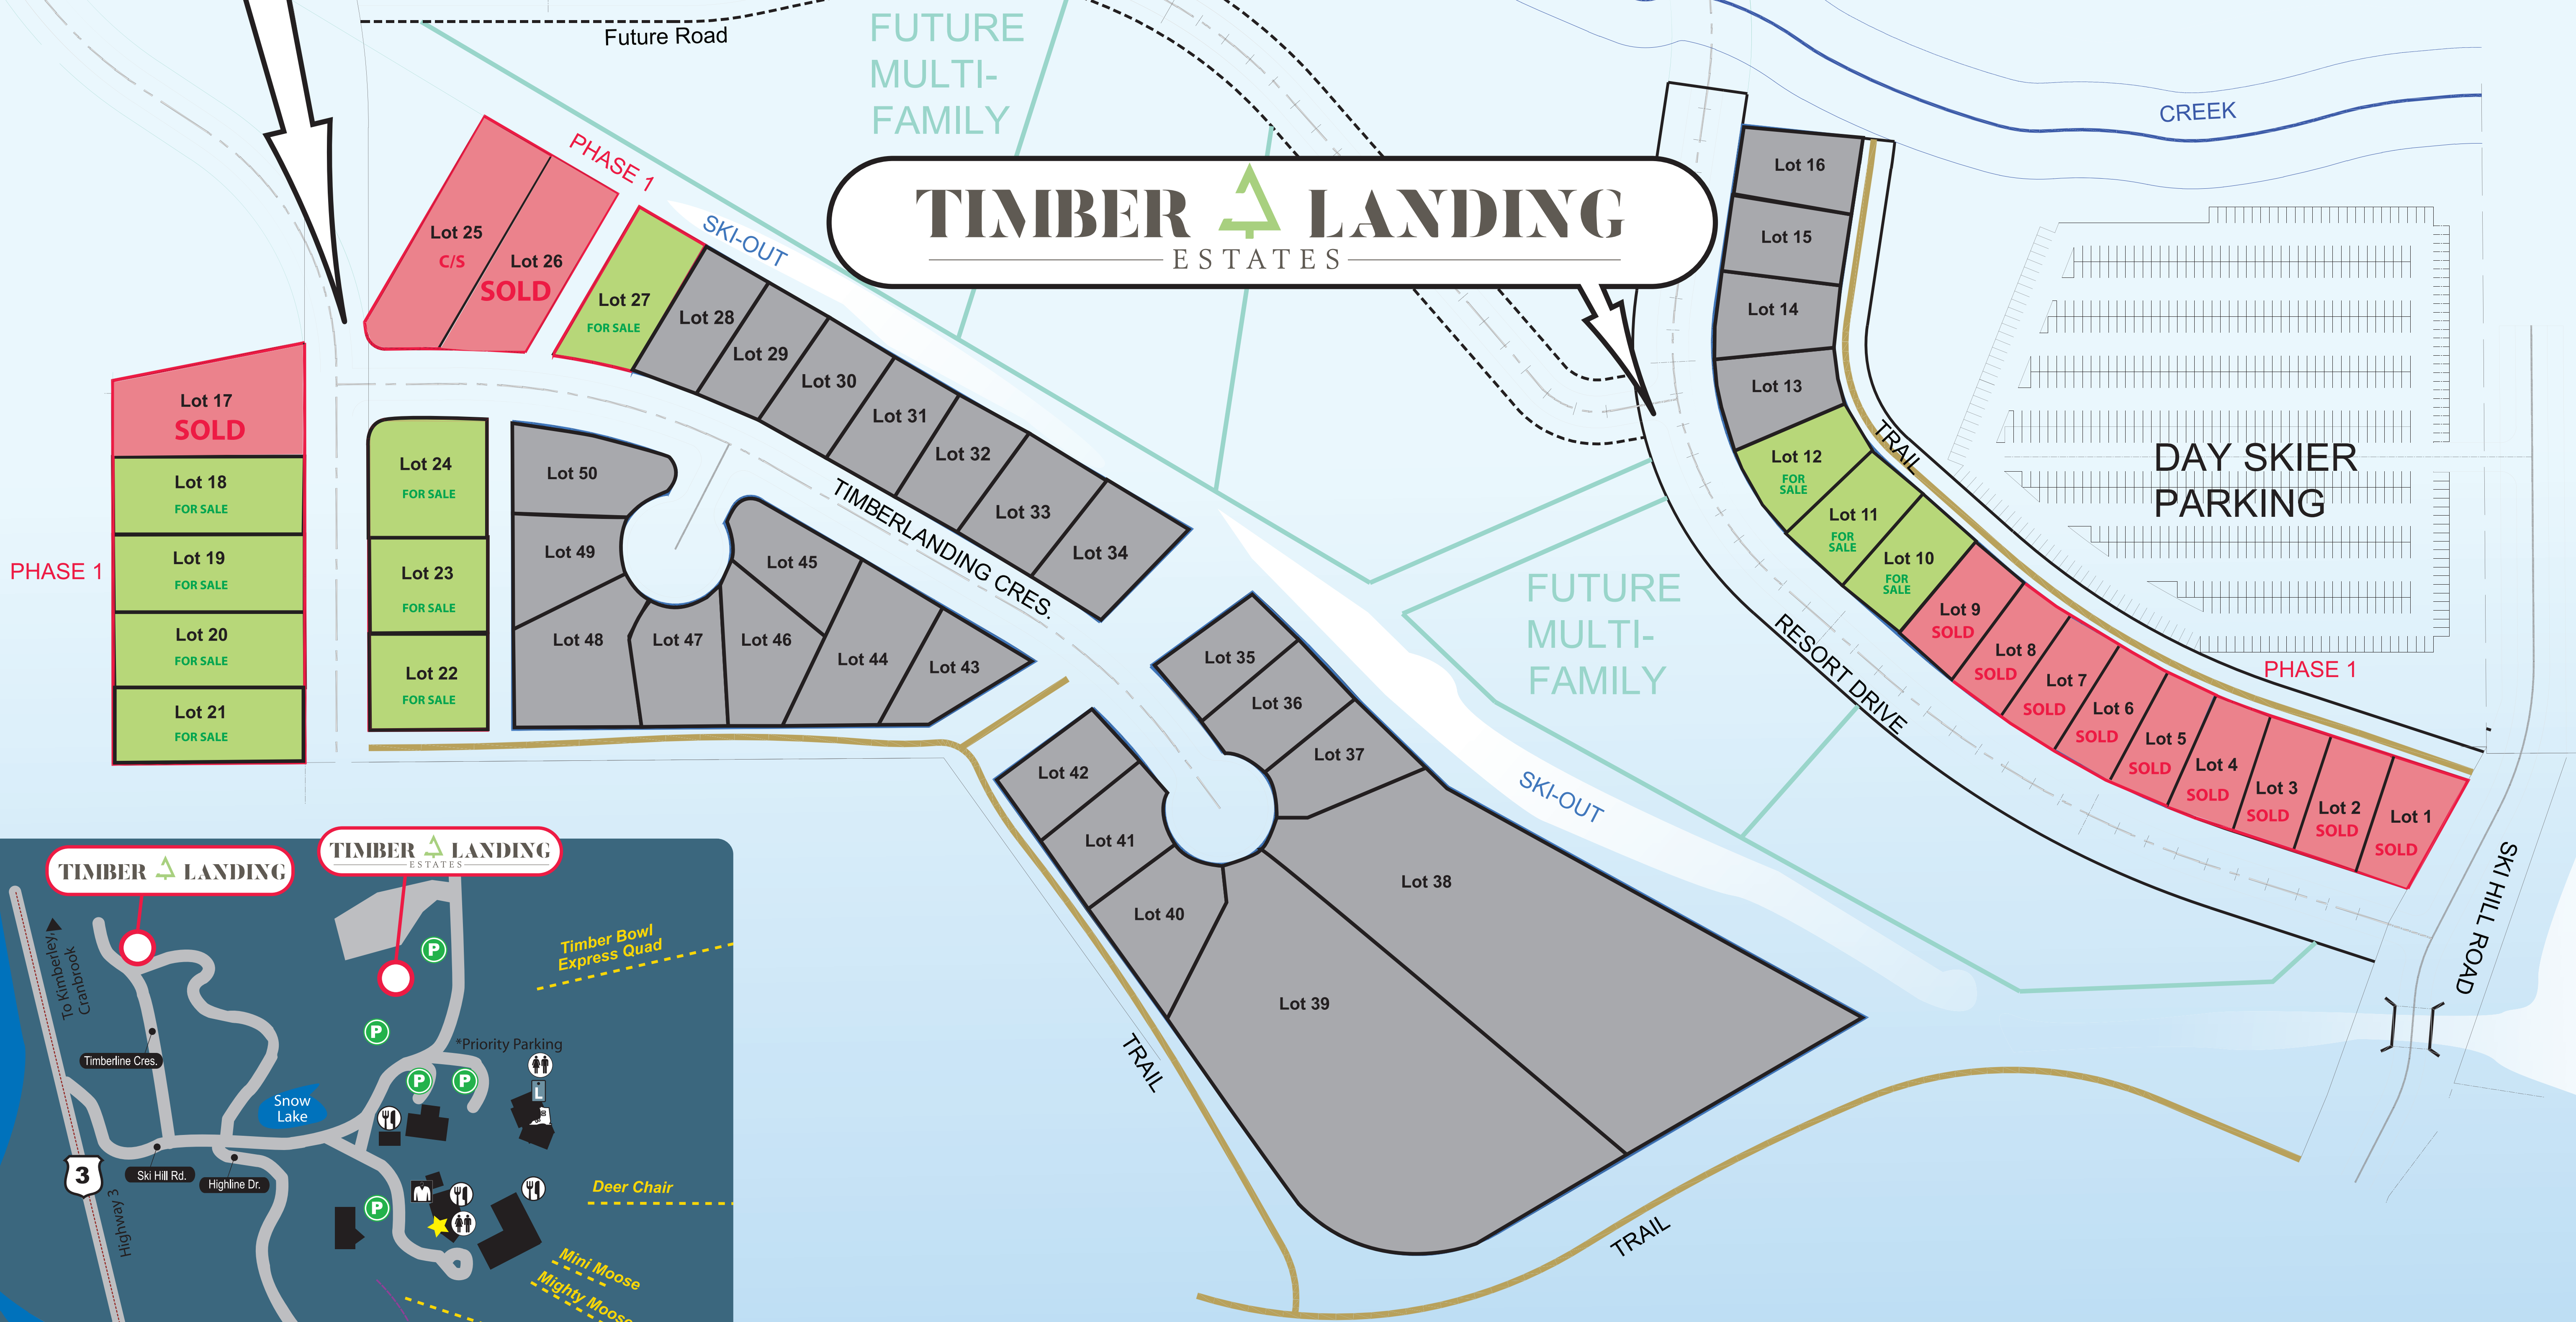 Future Road
FUTURE
MULTI-
FAMILY
CREEK
PHASE 1
SKI-OUT
TIMBER LANDING
ESTATES
Lot 25
C/S
Lot 26
SOLD
Lot 27
FOR SALE
Lot 28
Lot 29
Lot 30
Lot 31
Lot 32
Lot 33
Lot 34
Lot 16
Lot 15
Lot 14
Lot 13
Lot 12
FOR
SALE
Lot 11
FOR
SALE
Lot 10
FOR
SALE
Lot 9
SOLD
Lot 8
SOLD
Lot 7
SOLD
Lot 6
SOLD
Lot 5
SOLD
Lot 4
SOLD
Lot 3
SOLD
Lot 2
SOLD
Lot 1
SOLD
TRAIL
DAY SKIER
PARKING
PHASE 1
RESORT DRIVE
SKI HILL ROAD
PHASE 1
Lot 17
SOLD
Lot 18
FOR SALE
Lot 19
FOR SALE
Lot 20
FOR SALE
Lot 21
FOR SALE
Lot 24
FOR SALE
Lot 23
FOR SALE
Lot 22
FOR SALE
Lot 50
Lot 49
Lot 48
Lot 47
Lot 46
Lot 45
Lot 44
Lot 43
TIMBERLANDING CRES.
FUTURE
MULTI-
FAMILY
SKI-OUT
Lot 35
Lot 36
Lot 37
Lot 38
Lot 39
Lot 40
Lot 41
Lot 42
TRAIL
TRAIL
TIMBER LANDING
TIMBER LANDING
ESTATES
To Kimberley,
Cranbrook
Timber Bowl
Express Quad
*Priority Parking
P
P
P
P
P
L
Timberline Cres.
Snow
Lake
Ski Hill Rd.
Highline Dr.
3
Highway 3
Deer Chair
Mini Moose
Mighty Moose